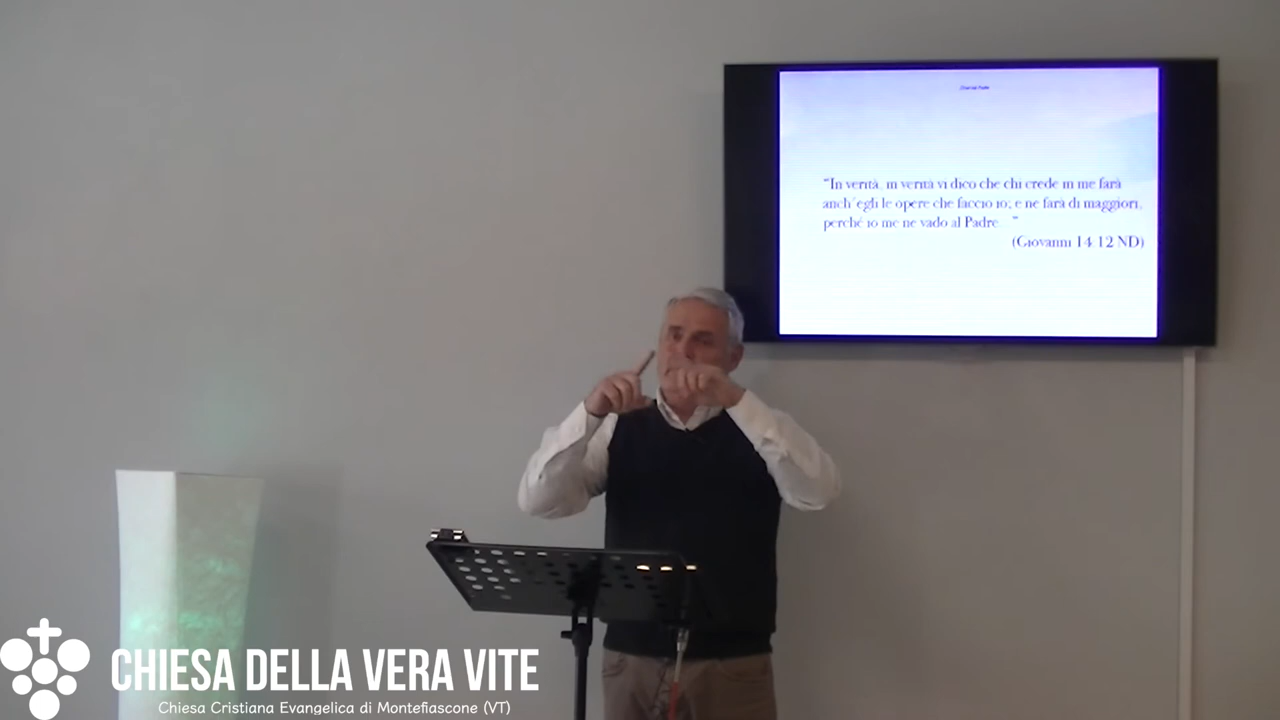 "In verità, in verità vi dico che chi crede in me farà
anch'egli le opere che faccio io; e ne farà di maggiori,
perché io me ne vado al Padre..."
(Giovanni 14:12 ND)
CHIESA DELLA VERA VITE
Chiesa Cristiana Evangelica di Montefiascone (VT)